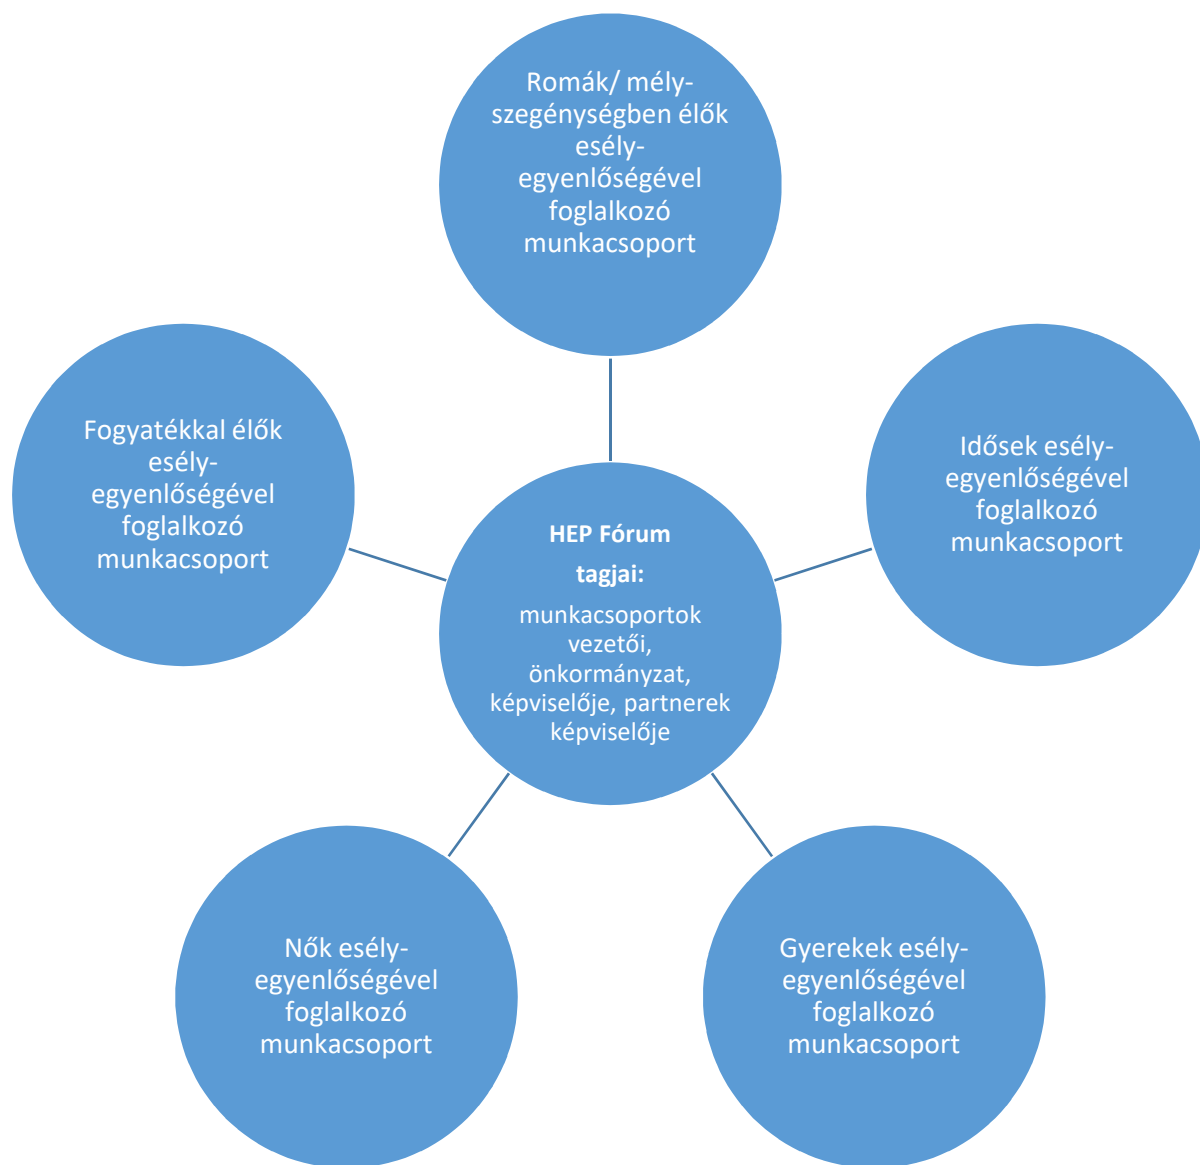 Romák/ mély-
szegénységben élők
esély-
egyenlőségével
foglalkozó
munkacsoport
Fogyatékkal élők
esély-
egyenlőségével
foglalkozó
munkacsoport
Idősek esély-
egyenlőségével
foglalkozó
munkacsoport
HEP Fórum
tagjai:
munkacsoportok
vezetői,
önkormányzat,
képviselője, partnerek
képviselője
Nők esély-
egyenlőségével
foglalkozó
munkacsoport
Gyerekek esély-
egyenlőségével
foglalkozó
munkacsoport